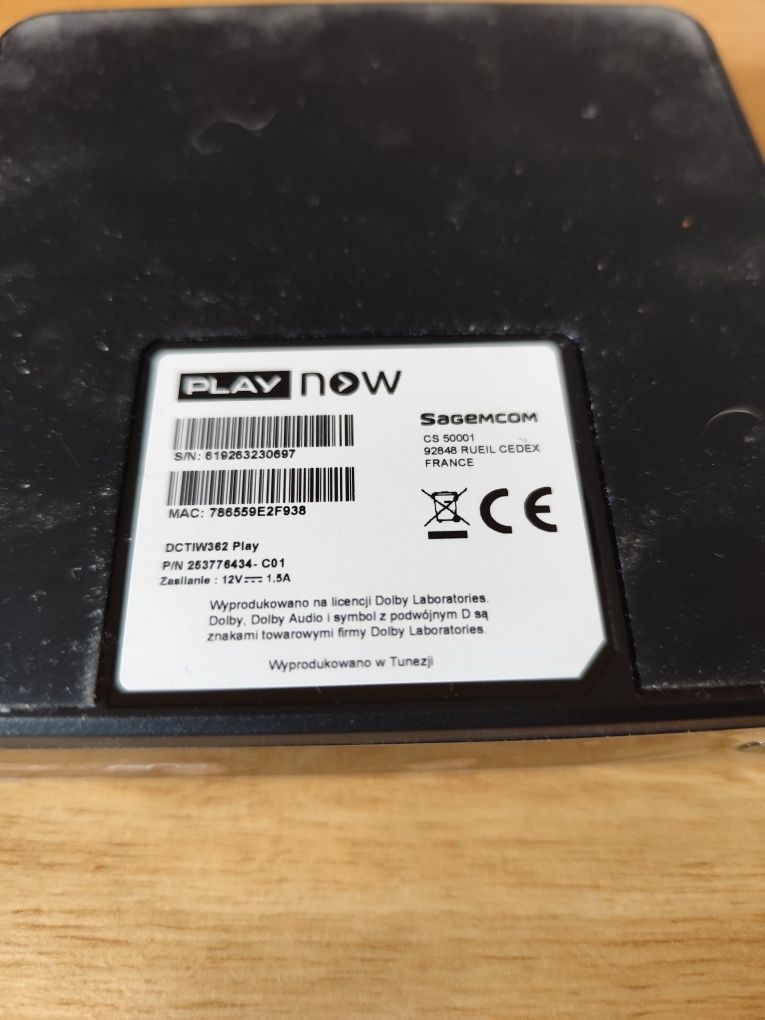 PLAY now
S/N: 619263230697
MAC: 786559E2F938
SAGEMCOM
CS 50001
92848 RUEIL CEDEX
FRANCE
CE
DCTIW362 Play
P/N 253776434- C01
Zasilanie : 12V⎓ 1.5A
Wyprodukowano na licencji Dolby Laboratories.
Dolby, Dolby Audio i symbol z podwójnym D są
znakami towarowymi firmy Dolby Laboratories.
Wyprodukowano w Tunezji